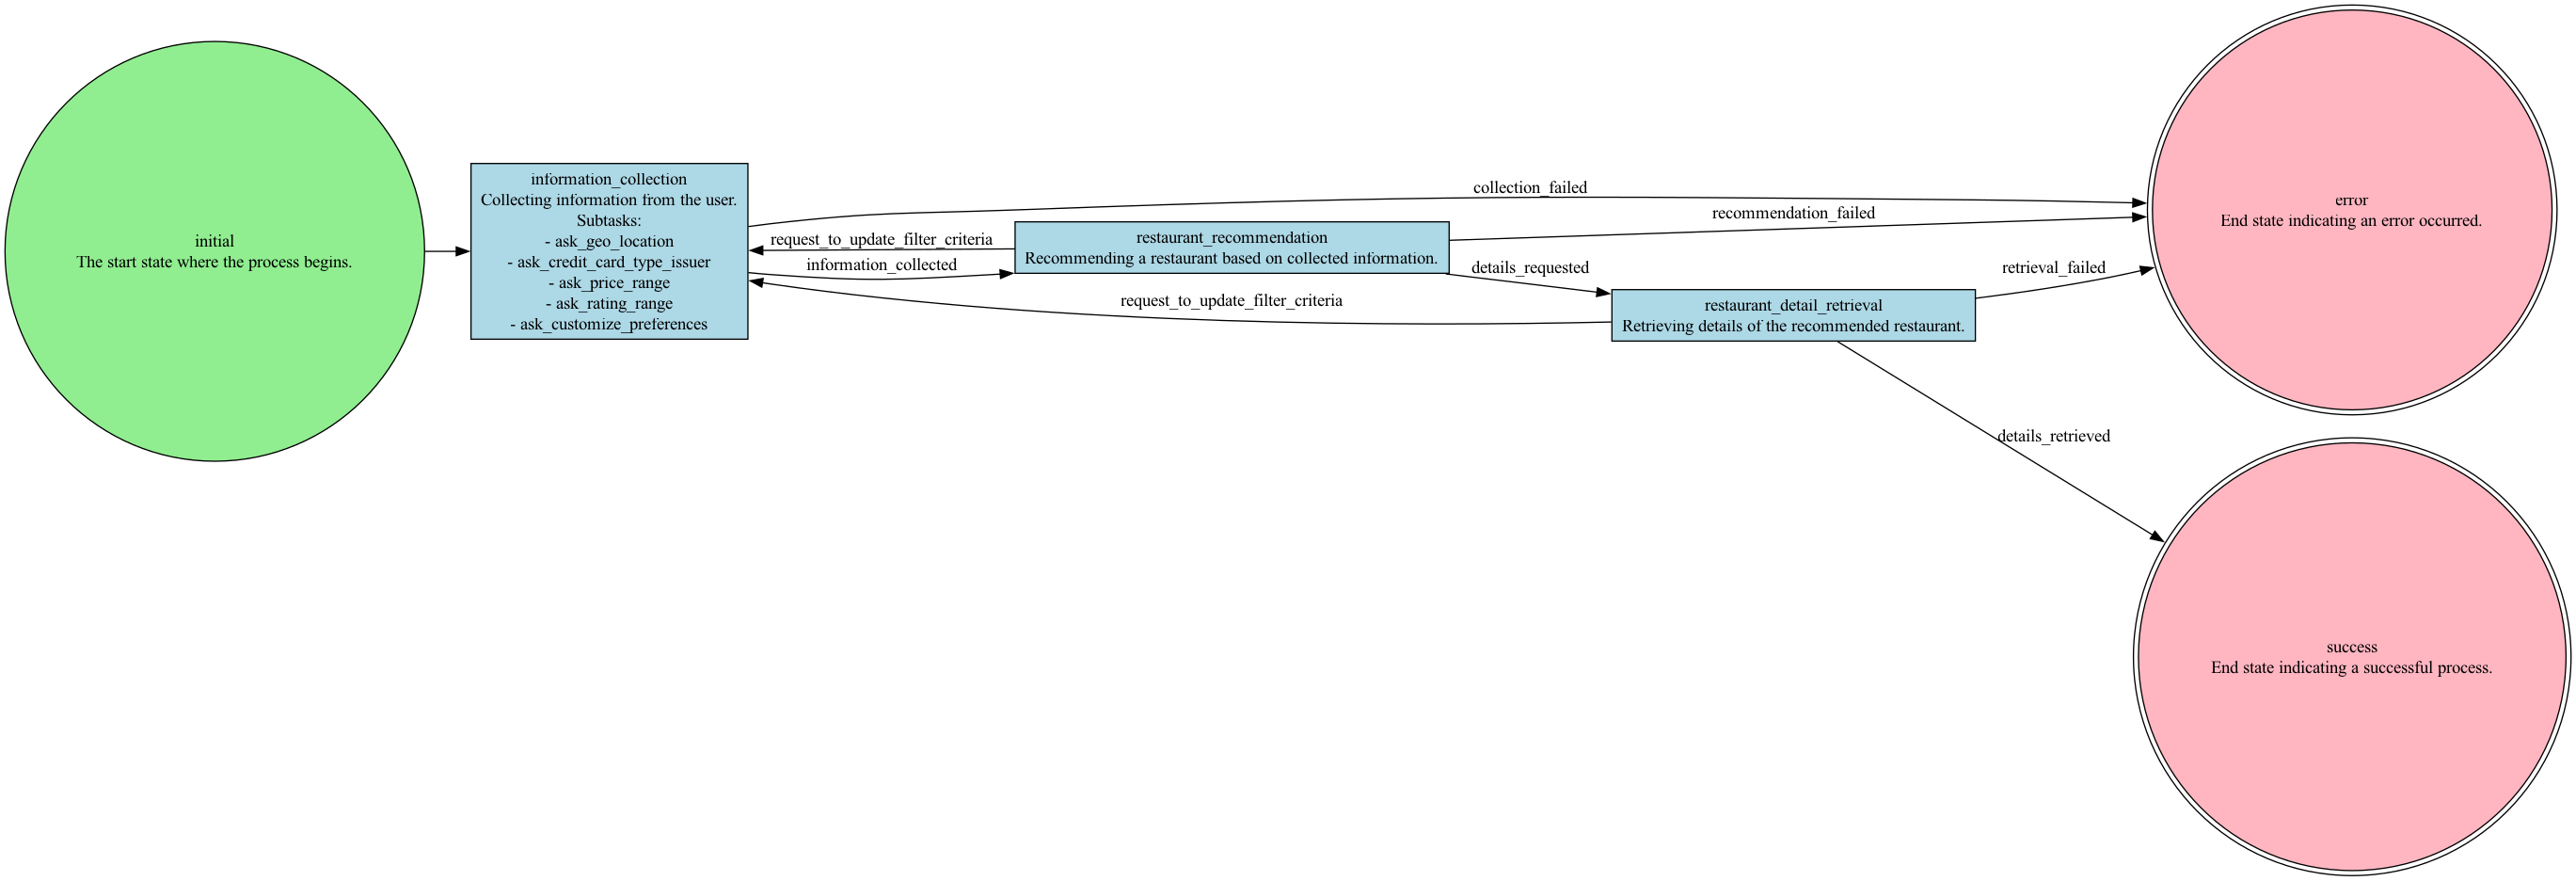 initial
The start state where the process begins.
information_collection
Collecting information from the user.
Subtasks:
- ask_geo_location
- ask_credit_card_type_issuer
- ask_price_range
- ask_rating_range
- ask_customize_preferences
request_to_update_filter_criteria
information_collected
restaurant_recommendation
Recommending a restaurant based on collected information.
collection_failed
recommendation_failed
details_requested
request_to_update_filter_criteria
restaurant_detail_retrieval
Retrieving details of the recommended restaurant.
retrieval_failed
details_retrieved
error
End state indicating an error occurred.
success
End state indicating a successful process.